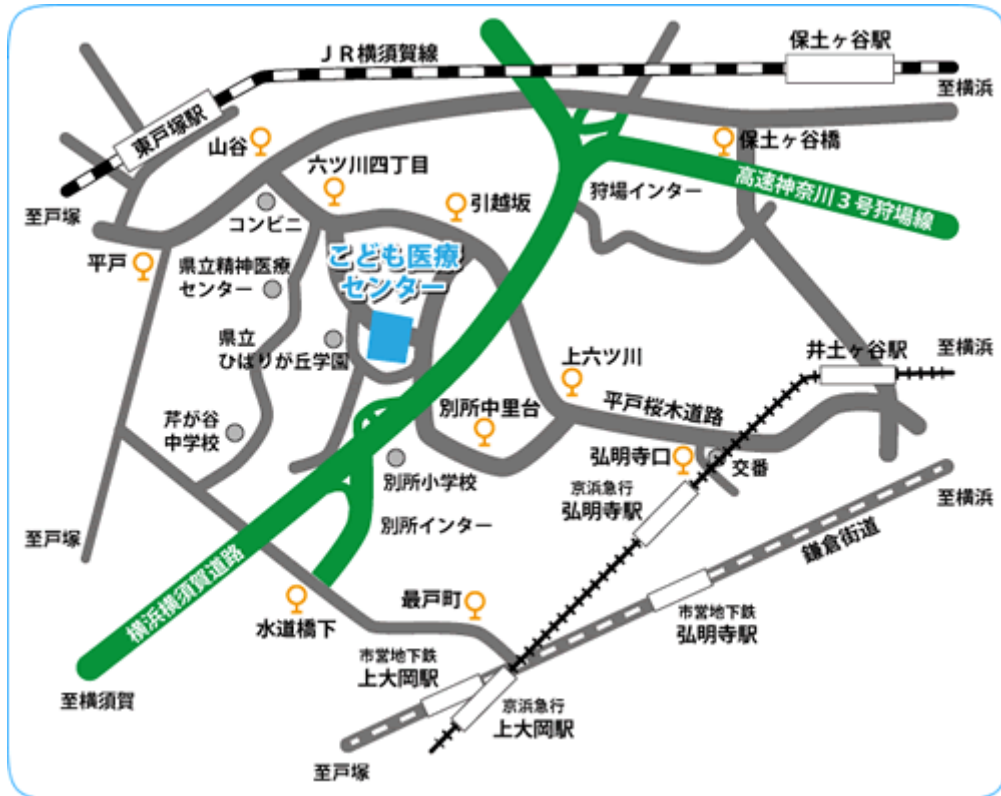 保土ヶ谷駅
JR横須賀線
至横浜
東戸塚駅
山谷
保土ヶ谷橋
六ツ川四丁目
高速神奈川3号狩場線
狩場インター
引越坂
至戸塚
コンビニ
平戸
こども医療
センター
県立精神医療
センター
県立
ひばりが丘学園
上六ツ川
井土ヶ谷駅
至横浜
平戸桜木道路
別所中里台
芹が谷
中学校
弘明寺口
交番
別所小学校
京浜急行
弘明寺駅
至横浜
別所インター
鎌倉街道
至戸塚
横浜横須賀道路
最戸町
水道橋下
市営地下鉄
弘明寺駅
市営地下鉄
上大岡駅
至横須賀
京浜急行
上大岡駅
至戸塚